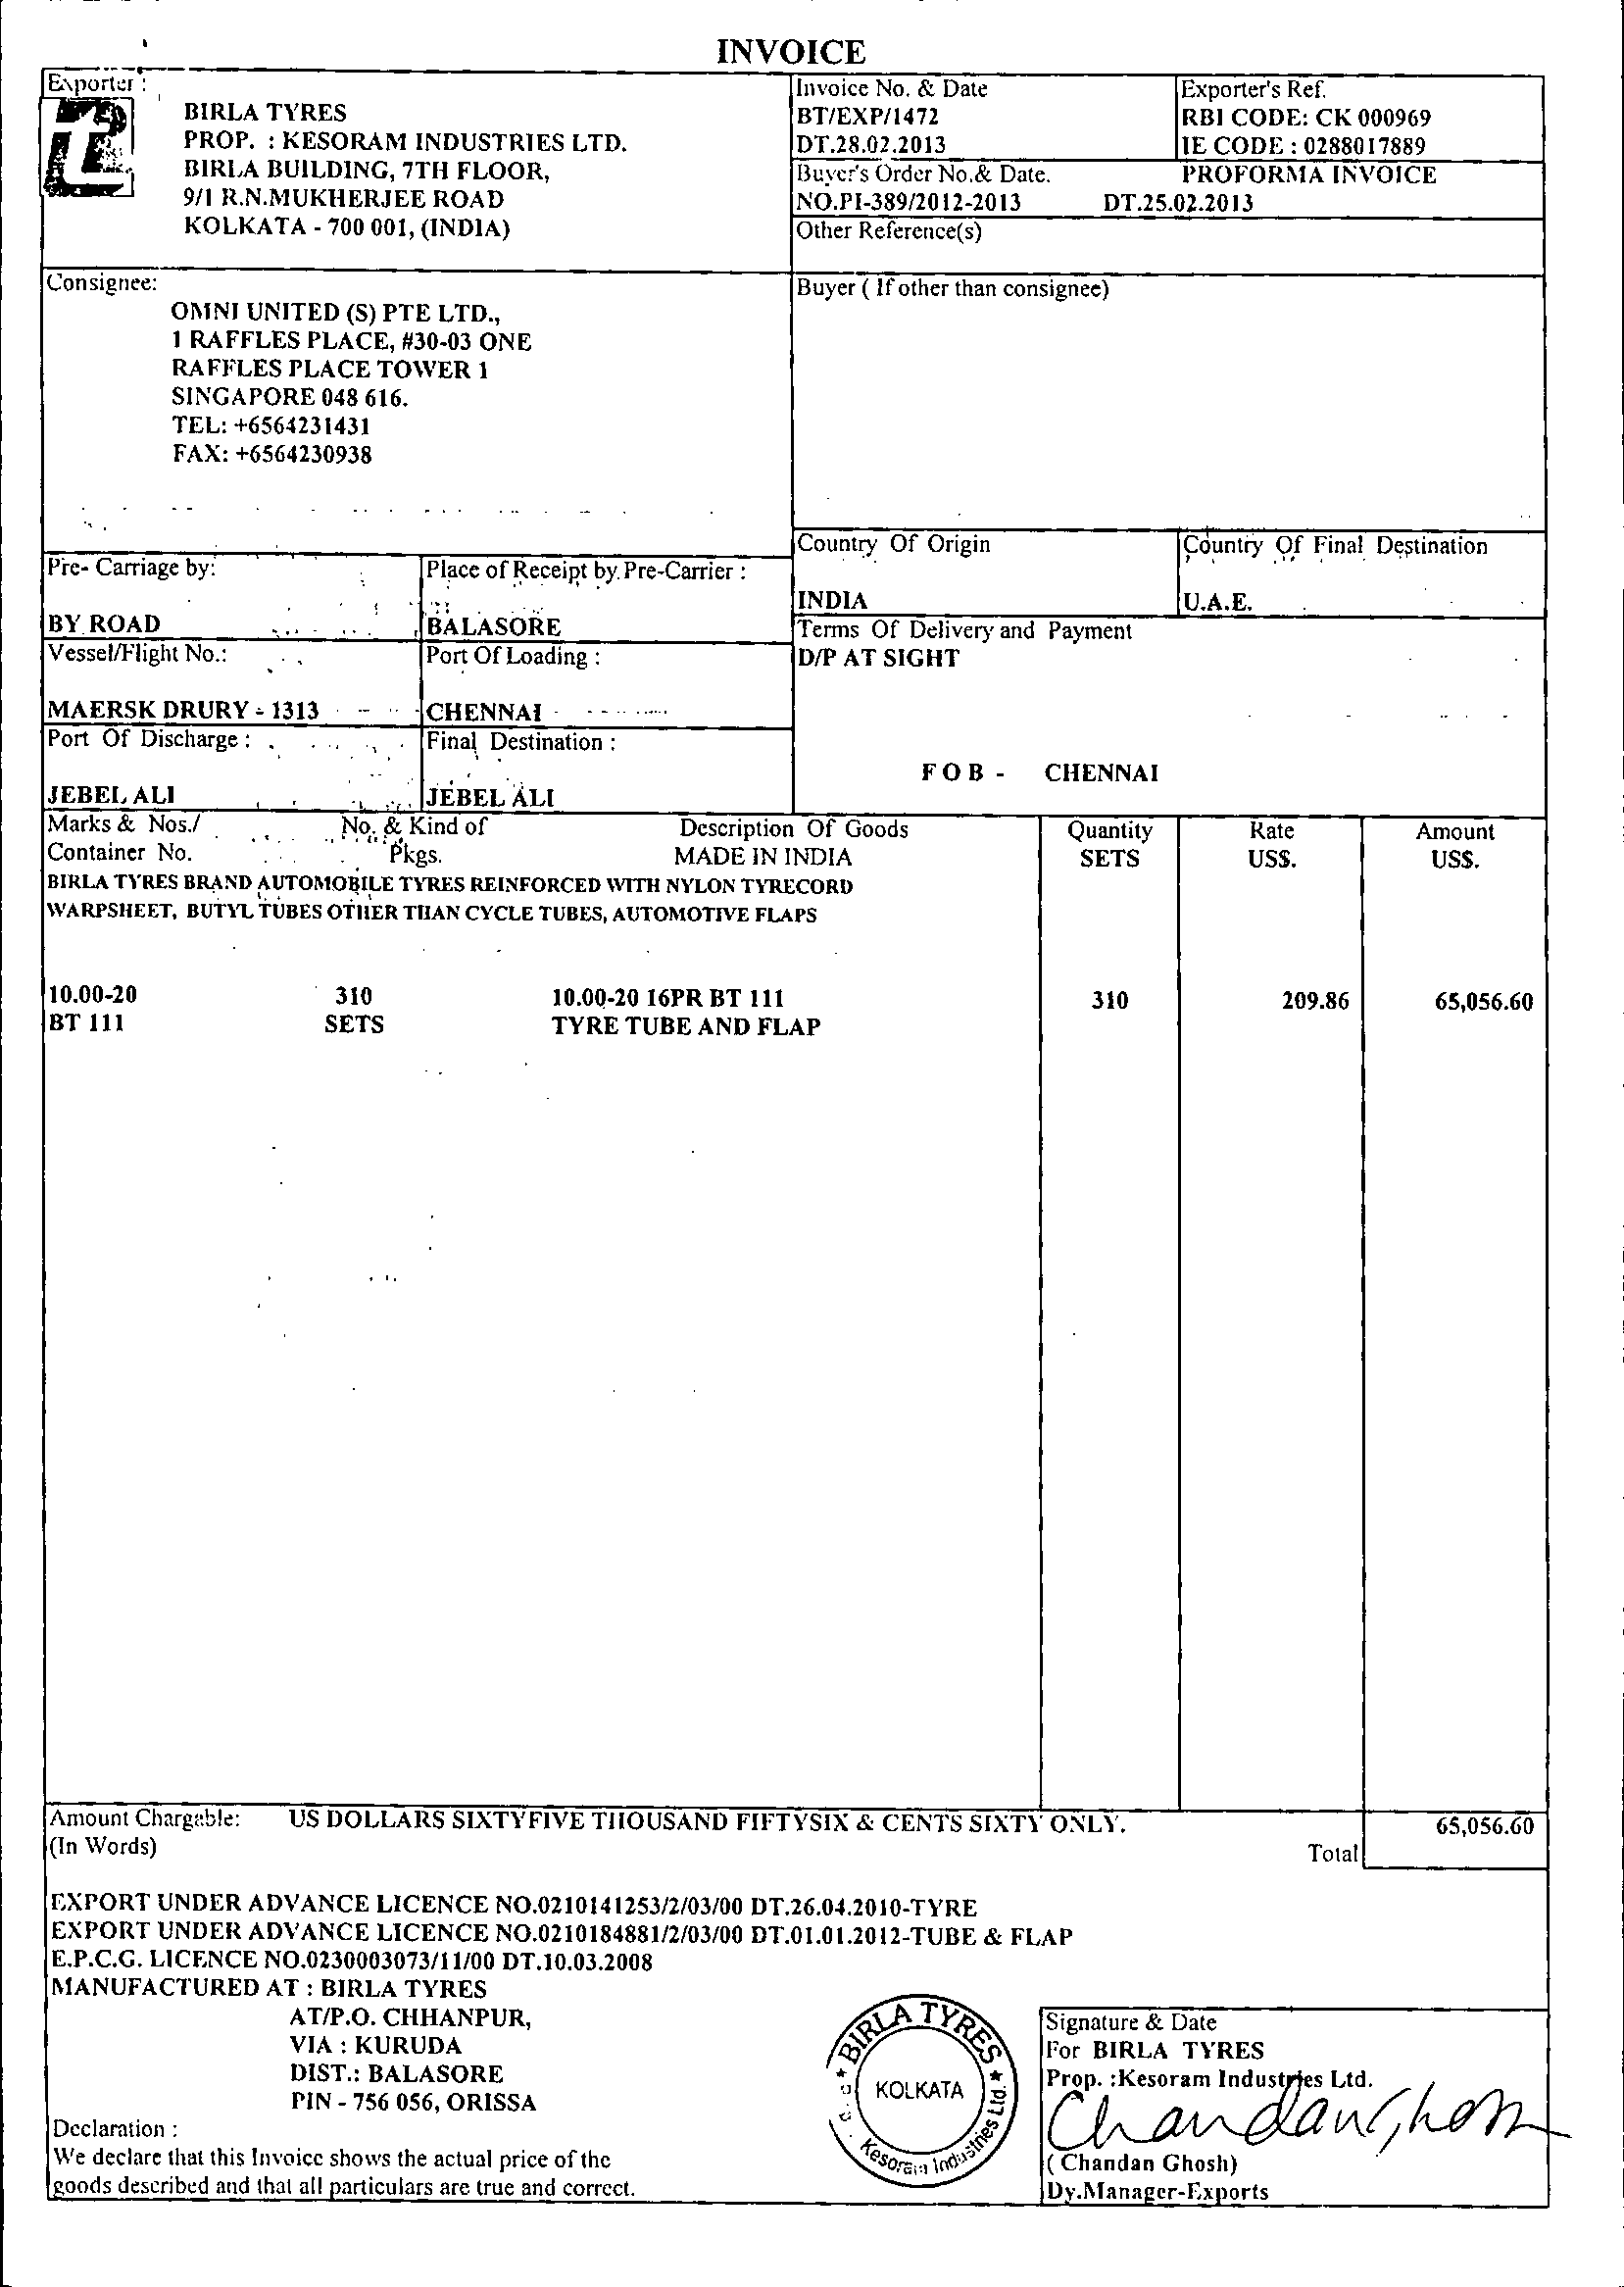 INVOICE
Exporter :
BIRLA TYRES
PROP. : KESORAM INDUSTRIES LTD.
BIRLA BUILDING, 7TH FLOOR,
9/1 R.N.MUKHERJEE ROAD
KOLKATA - 700 001, (INDIA)
Invoice No. & Date
BT/EXP/1472
DT.28.02.2013
Exporter's Ref.
RBI CODE: CK 000969
IE CODE : 0288017889
Buyer's Order No.& Date. PROFORMA INVOICE
NO.PI-389/2012-2013 DT.25.02.2013
Other Reference(s)
Consignee:
OMNI UNITED (S) PTE LTD.,
1 RAFFLES PLACE, #30-03 ONE
RAFFLES PLACE TOWER 1
SINGAPORE 048 616.
TEL: +6564231431
FAX: +6564230938
Buyer ( If other than consignee)
Country Of Origin
INDIA
Country Of Final Destination
U.A.E.
Pre- Carriage by:
BY ROAD
Place of Receipt by Pre-Carrier :
BALASORE
Terms Of Delivery and Payment
D/P AT SIGHT
Vessel/Flight No.:
MAERSK DRURY - 1313
Port Of Loading :
CHENNAI
Port Of Discharge :
JEBEL ALI
Final Destination :
JEBEL ALI
F O B - CHENNAI
Marks & Nos./ No. & Kind of Description Of Goods Quantity Rate Amount
Container No. Pkgs. MADE IN INDIA SETS US$. US$.
BIRLA TYRES BRAND AUTOMOBILE TYRES REINFORCED WITH NYLON TYRECORD
WARPSHEET, BUTYL TUBES OTHER THAN CYCLE TUBES, AUTOMOTIVE FLAPS
10.00-20 310 10.00-20 16PR BT 111 310 209.86 65,056.60
BT 111 SETS TYRE TUBE AND FLAP
Amount Chargable: US DOLLARS SIXTYFIVE THOUSAND FIFTYSIX & CENTS SIXTY ONLY. 65,056.60
(In Words) Total
EXPORT UNDER ADVANCE LICENCE NO.0210141253/2/03/00 DT.26.04.2010-TYRE
EXPORT UNDER ADVANCE LICENCE NO.0210184881/2/03/00 DT.01.01.2012-TUBE & FLAP
E.P.C.G. LICENCE NO.0230003073/11/00 DT.10.03.2008
MANUFACTURED AT : BIRLA TYRES
AT/P.O. CHHANPUR,
VIA : KURUDA
DIST.: BALASORE
PIN - 756 056, ORISSA
Declaration :
We declare that this Invoice shows the actual price of the
goods described and that all particulars are true and correct.
BIRLA TYRES
KOLKATA
Kesoram Industries Ltd.
Signature & Date
For BIRLA TYRES
Prop. :Kesoram Industries Ltd.
Chandan Ghosh
( Chandan Ghosh)
Dy.Manager-Exports